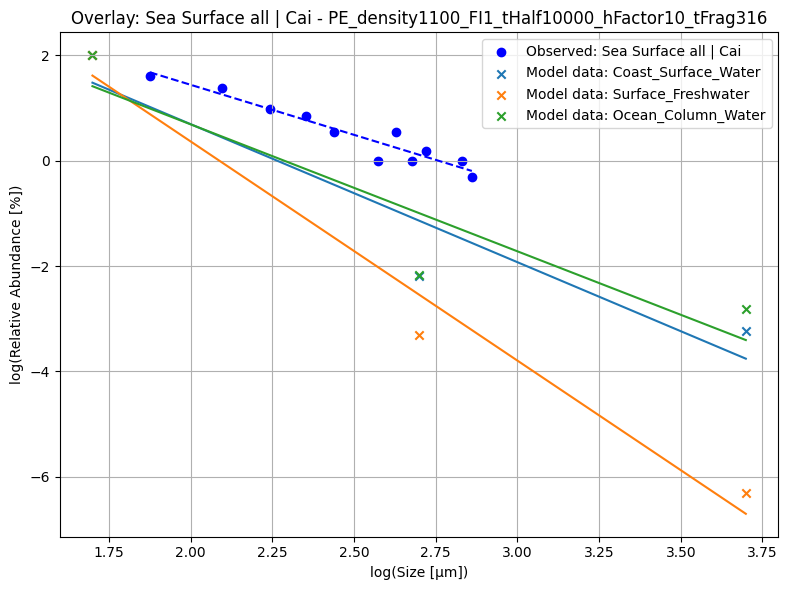 Overlay: Sea Surface all | Cai - PE_density1100_FI1_tHalf10000_hFactor10_tFrag316
Observed: Sea Surface all | Cai
Model data: Coast_Surface_Water
Model data: Surface_Freshwater
Model data: Ocean_Column_Water
log(Relative Abundance [%])
2
0
−2
−4
−6
1.75 2.00 2.25 2.50 2.75 3.00 3.25 3.50 3.75
log(Size [μm])